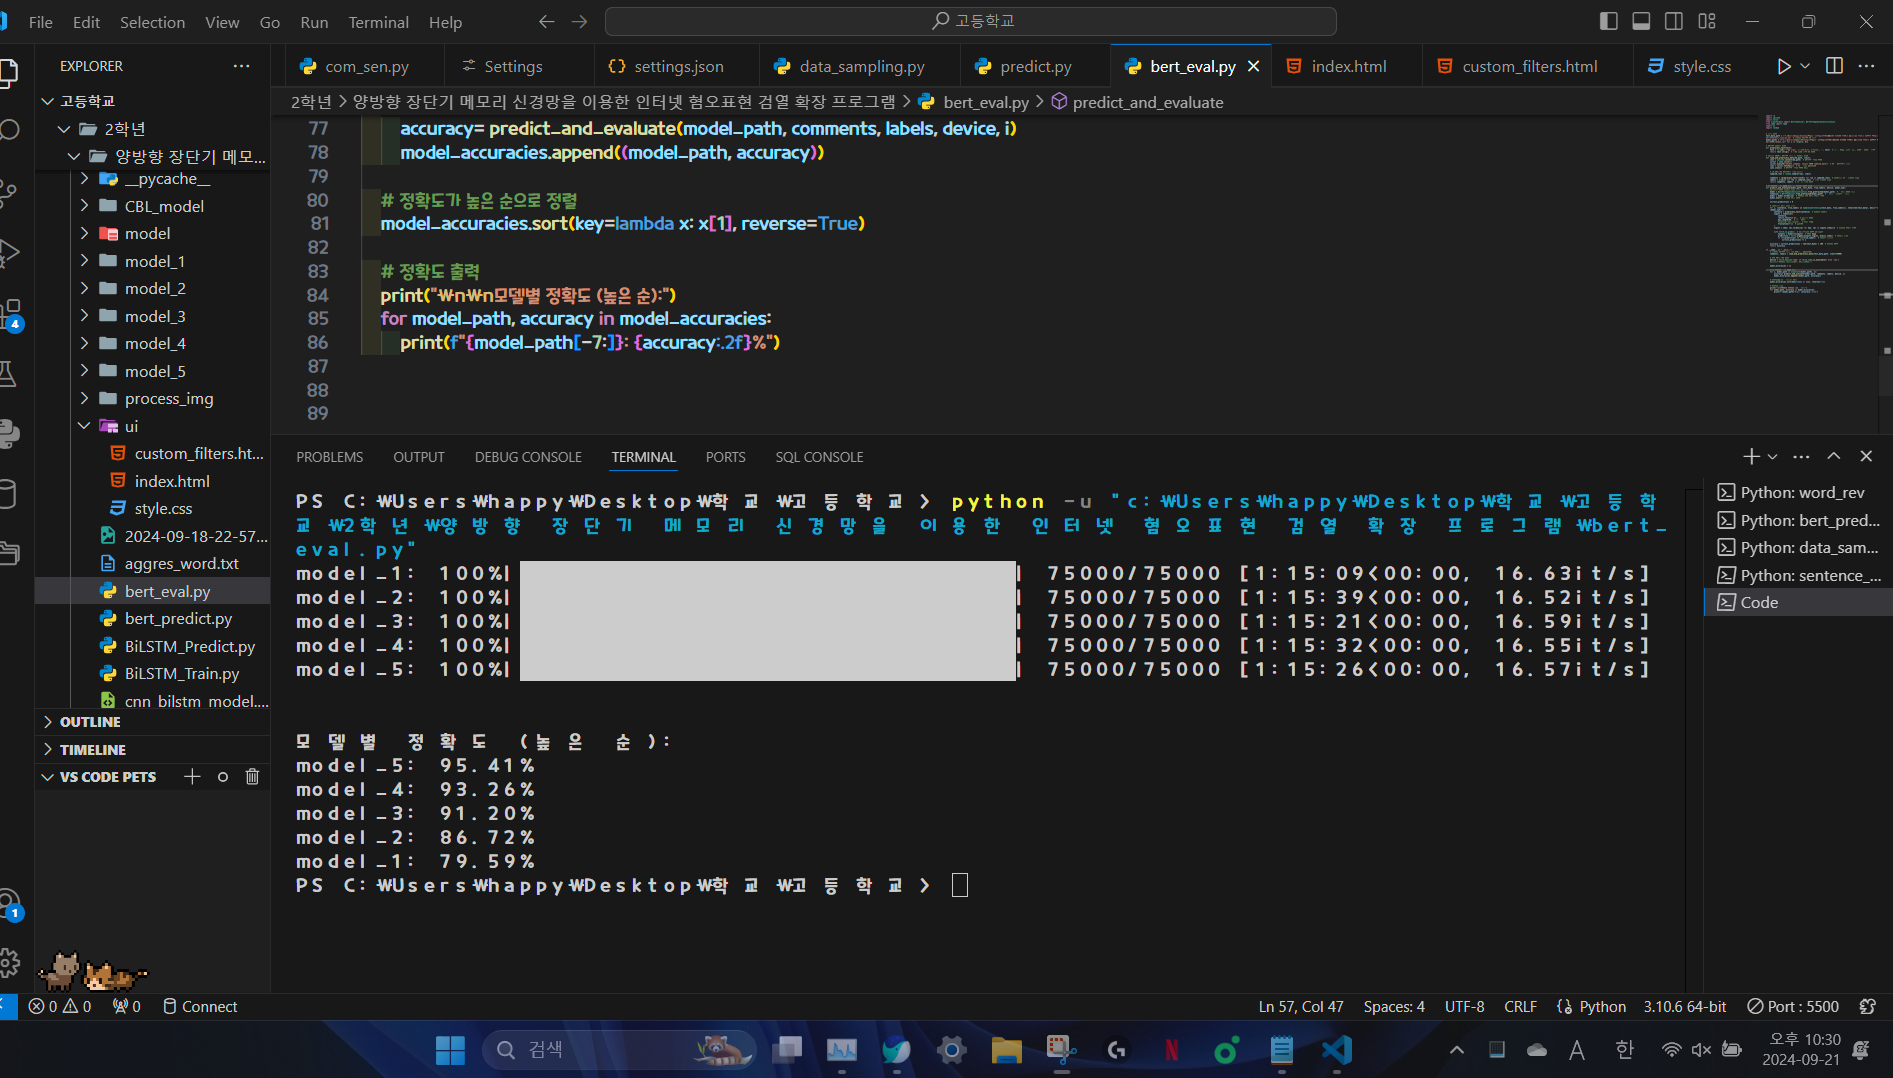 File Edit Selection View Go Run Terminal Help
고등학교
EXPLORER
com_sen.py
Settings
settings.json
data_sampling.py
predict.py
bert_eval.py
index.html
custom_filters.html
style.css
고등학교
2학년
양방향 장단기 메모...
__pycache__
CBL_model
model
model_1
model_2
model_3
model_4
model_5
process_img
ui
custom_filters.ht...
index.html
style.css
2024-09-18-22-57...
aggres_word.txt
bert_eval.py
bert_predict.py
BiLSTM_Predict.py
BiLSTM_Train.py
cnn_bilstm_model....
OUTLINE
TIMELINE
VS CODE PETS
2학년 > 양방향 장단기 메모리 신경망을 이용한 인터넷 혐오표현 검열 확장 프로그램 > bert_eval.py > predict_and_evaluate
77 accuracy= predict_and_evaluate(model_path, comments, labels, device, i)
78 model_accuracies.append((model_path, accuracy))
79
80 # 정확도가 높은 순으로 정렬
81 model_accuracies.sort(key=lambda x: x[1], reverse=True)
82
83 # 정확도 출력
84 print("₩n₩n모델별 정확도 (높은 순):")
85 for model_path, accuracy in model_accuracies:
86 print(f"{model_path[-7:]}: {accuracy:.2f}%")
87
88
89
PROBLEMS OUTPUT DEBUG CONSOLE TERMINAL PORTS SQL CONSOLE
PS C:₩Users₩happy₩Desktop₩학교₩고등학교> python -u "c:₩Users₩happy₩Desktop₩학교₩고등학
교₩2학년₩양방향 장단기 메모리 신경망을 이용한 인터넷 혐오표현 검열 확장 프로그램₩bert_
eval.py"
model_1: 100%| | 75000/75000 [1:15:09<00:00, 16.63it/s]
model_2: 100%| | 75000/75000 [1:15:39<00:00, 16.52it/s]
model_3: 100%| | 75000/75000 [1:15:21<00:00, 16.59it/s]
model_4: 100%| | 75000/75000 [1:15:32<00:00, 16.55it/s]
model_5: 100%| | 75000/75000 [1:15:26<00:00, 16.57it/s]
모델별 정확도 (높은 순):
model_5: 95.41%
model_4: 93.26%
model_3: 91.20%
model_2: 86.72%
model_1: 79.59%
PS C:₩Users₩happy₩Desktop₩학교₩고등학교>
Python: word_rev
Python: bert_pred...
Python: data_sam...
Python: sentence_...
Code
4
1
0 0 0 Connect
Ln 57, Col 47 Spaces: 4 UTF-8 CRLF Python 3.10.6 64-bit Port : 5500
검색
A 한
오후 10:30
2024-09-21